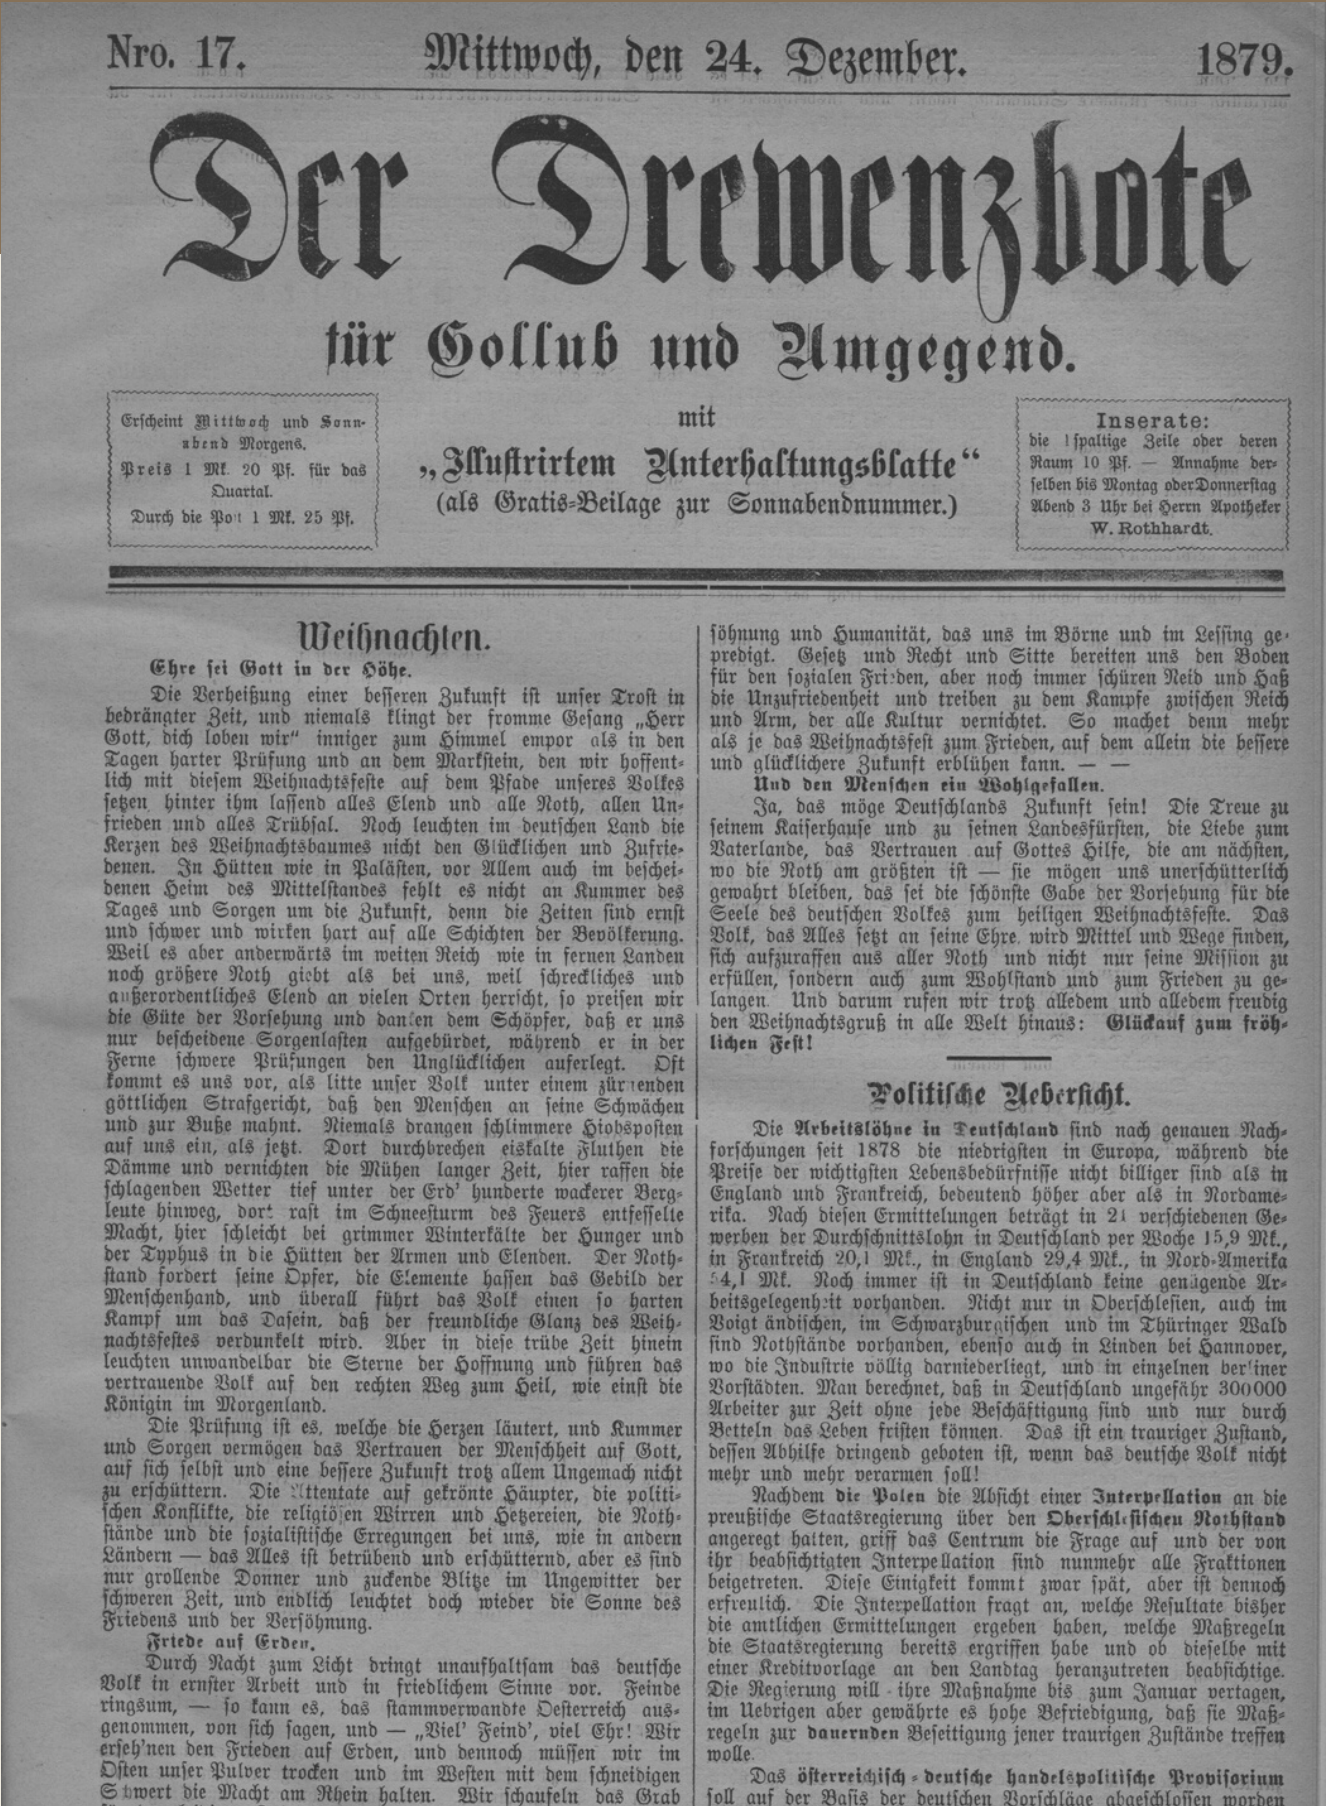 Nro. 17.
Mittwoch, den 24. Dezember.
1879.
Der Drewenzbote
für Gollub und Umgegend.
Erscheint Mittwoch und Sonn-
abend Morgens.
Preis 1 Mk. 20 Pf. für das
Quartal.
Durch die Post 1 Mk. 25 Pf.
mit
„Illustrirtem Unterhaltungsblatte“
(als Gratis-Beilage zur Sonnabendnummer.)
Inserate:
die 1spaltige Zeile oder deren
Raum 10 Pf. — Annahme der-
selben bis Montag oder Donnerstag
Abend 3 Uhr bei Herrn Apotheker
W. Rothhardt.
Weihnachten.
Ehre sei Gott in der Höhe.
Die Verheißung einer besseren Zukunft ist unser Trost in
bedrängter Zeit, und niemals klingt der fromme Gesang „Herr
Gott, dich loben wir“ inniger zum Himmel empor als in den
Tagen harter Prüfung und an dem Markstein, den wir hoffent-
lich mit diesem Weihnachtsfeste auf dem Pfade unseres Volkes
setzen, hinter ihm lassend alles Elend und alle Noth, allen Un-
frieden und alles Trübsal. Noch leuchten im deutschen Land die
Kerzen des Weihnachtsbaumes nicht den Glücklichen und Zufrie-
denen. In Hütten wie in Palästen, vor Allem auch im beschei-
denen Heim des Mittelstandes fehlt es nicht an Kummer des
Tages und Sorgen um die Zukunft, denn die Zeiten sind ernst
und schwer und wirken hart auf alle Schichten der Bevölkerung.
Weil es aber anderwärts im weiten Reich wie in fernen Landen
noch größere Noth giebt als bei uns, weil schreckliches und
außerordentliches Elend an vielen Orten herrscht, so preisen wir
die Güte der Vorsehung und danken dem Schöpfer, daß er uns
nur bescheidene Sorgenlasten aufgebürdet, während er in der
Ferne schwere Prüfungen den Unglücklichen auferlegt. Oft
kommt es uns vor, als litte unser Volk unter einem zürnenden
göttlichen Strafgericht, daß den Menschen an seine Schwächen
und zur Buße mahnt. Niemals drangen schlimmere Hiobsposten
auf uns ein, als jetzt. Dort durchbrechen eiskalte Fluthen die
Dämme und vernichten die Mühen langer Zeit, hier raffen die
schlagenden Wetter tief unter der Erd' hunderte wackerer Berg-
leute hinweg, dort rast im Schneesturm des Feuers entfesselte
Macht, hier schleicht bei grimmer Winterkälte der Hunger und
der Typhus in die Hütten der Armen und Elenden. Der Noth-
stand fordert seine Opfer, die Elemente hassen das Gebild der
Menschenhand, und überall führt das Volk einen so harten
Kampf um das Dasein, daß der freundliche Glanz des Weih-
nachtsfestes verdunkelt wird. Aber in diese trübe Zeit hinein
leuchten unwandelbar die Sterne der Hoffnung und führen das
vertrauende Volk auf den rechten Weg zum Heil, wie einst die
Königin im Morgenland.
Die Prüfung ist es, welche die Herzen läutert, und Kummer
und Sorgen vermögen das Vertrauen der Menschheit auf Gott,
auf sich selbst und eine bessere Zukunft trotz allem Ungemach nicht
zu erschüttern. Die Attentate auf gekrönte Häupter, die politi-
schen Konflikte, die religiösen Wirren und Hetzereien, die Noth-
stände und die sozialistische Erregungen bei uns, wie in andern
Ländern — das Alles ist betrübend und erschütternd, aber es sind
nur grollende Donner und zuckende Blitze im Ungewitter der
schweren Zeit, und endlich leuchtet doch wieder die Sonne des
Friedens und der Versöhnung.
Friede auf Erden.
Durch Nacht zum Licht dringt unaufhaltsam das deutsche
Volk in ernster Arbeit und in friedlichem Sinne vor. Feinde
ringsum, — so kann es, das stammverwandte Oesterreich aus-
genommen, von sich sagen, und — „Viel' Feind', viel Ehr! Wir
erseh'nen den Frieden auf Erden, und dennoch müssen wir im
Osten unser Pulver trocken und im Westen mit dem schneidigen
Schwert die Macht am Rhein halten. Wir schaufeln das Grab
söhnung und Humanität, das uns im Börne und im Lessing ge-
predigt. Gesetz und Recht und Sitte bereiten uns den Boden
für den sozialen Frieden, aber noch immer schüren Neid und Haß
die Unzufriedenheit und treiben zu dem Kampfe zwischen Reich
und Arm, der alle Kultur vernichtet. So machet denn mehr
als je das Weihnachtsfest zum Frieden, auf dem allein die bessere
und glücklichere Zukunft erblühen kann. — —
Und den Menschen ein Wohlgefallen.
Ja, das möge Deutschlands Zukunft sein! Die Treue zu
seinem Kaiserhause und zu seinen Landesfürsten, die Liebe zum
Vaterlande, das Vertrauen auf Gottes Hilfe, die am nächsten,
wo die Noth am größten ist — sie mögen uns unerschütterlich
gewahrt bleiben, das sei die schönste Gabe der Vorsehung für die
Seele des deutschen Volkes zum heiligen Weihnachtsfeste. Das
Volk, das Alles setzt an seine Ehre, wird Mittel und Wege finden,
sich aufzuraffen aus aller Noth und nicht nur seine Mission zu
erfüllen, sondern auch zum Wohlstand und zum Frieden zu ge-
langen. Und darum rufen wir trotz alledem und alledem freudig
den Weihnachtsgruß in alle Welt hinaus: Glückauf zum fröh-
lichen Fest!
Politische Uebersicht.
Die Arbeitslöhne in Deutschland sind nach genauen Nach-
forschungen seit 1878 die niedrigsten in Europa, während die
Preise der wichtigsten Lebensbedürfnisse nicht billiger sind als in
England und Frankreich, bedeutend höher aber als in Nordame-
rika. Nach diesen Ermittelungen beträgt in 21 verschiedenen Ge-
werben der Durchschnittslohn in Deutschland per Woche 15,9 Mk.,
in Frankreich 20,1 Mk., in England 29,4 Mk., in Nord-Amerika
4,1 Mk. Noch immer ist in Deutschland keine genügende Ar-
beitsgelegenheit vorhanden. Nicht nur in Oberschlesien, auch im
Voigtländischen, im Schwarzburgischen und im Thüringer Wald
sind Nothstände vorhanden, ebenso auch in Linden bei Hannover,
wo die Industrie völlig darniederliegt, und in einzelnen berliner
Vorstädten. Man berechnet, daß in Deutschland ungefähr 300000
Arbeiter zur Zeit ohne jede Beschäftigung sind und nur durch
Betteln das Leben fristen können. Das ist ein trauriger Zustand,
dessen Abhilfe dringend geboten ist, wenn das deutsche Volk nicht
mehr und mehr verarmen soll!
Nachdem die Polen die Absicht einer Interpellation an die
preußische Staatsregierung über den Oberschlesischen Nothstand
angeregt hatten, griff das Centrum die Frage auf und der von
ihr beabsichtigten Interpellation sind nunmehr alle Fraktionen
beigetreten. Diese Einigkeit kommt zwar spät, aber ist dennoch
erfreulich. Die Interpellation fragt an, welche Resultate bisher
die amtlichen Ermittelungen ergeben haben, welche Maßregeln
die Staatsregierung bereits ergriffen habe und ob dieselbe mit
einer Kreditvorlage an den Landtag heranzutreten beabsichtige.
Die Regierung will ihre Maßnahme bis zum Januar vertagen,
im Uebrigen aber gewährte es hohe Befriedigung, daß sie Maß-
regeln zur dauernden Beseitigung jener traurigen Zustände treffen
wolle.
Das österreichisch-deutsche handelspolitische Provisorium
soll auf der Basis der deutschen Vorschläge abgeschlossen worden